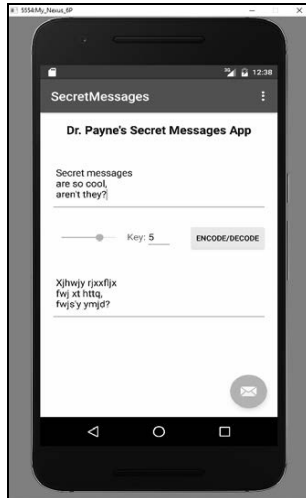 5554:My_Nexus_6P
3G 12:38
SecretMessages
Dr. Payne's Secret Messages App
Secret messages
are so cool,
aren't they?
Key: 5 ENCODE/DECODE
Xjhwjy rjxxfljx
fwj xt httq,
fwjs'y ymjd?